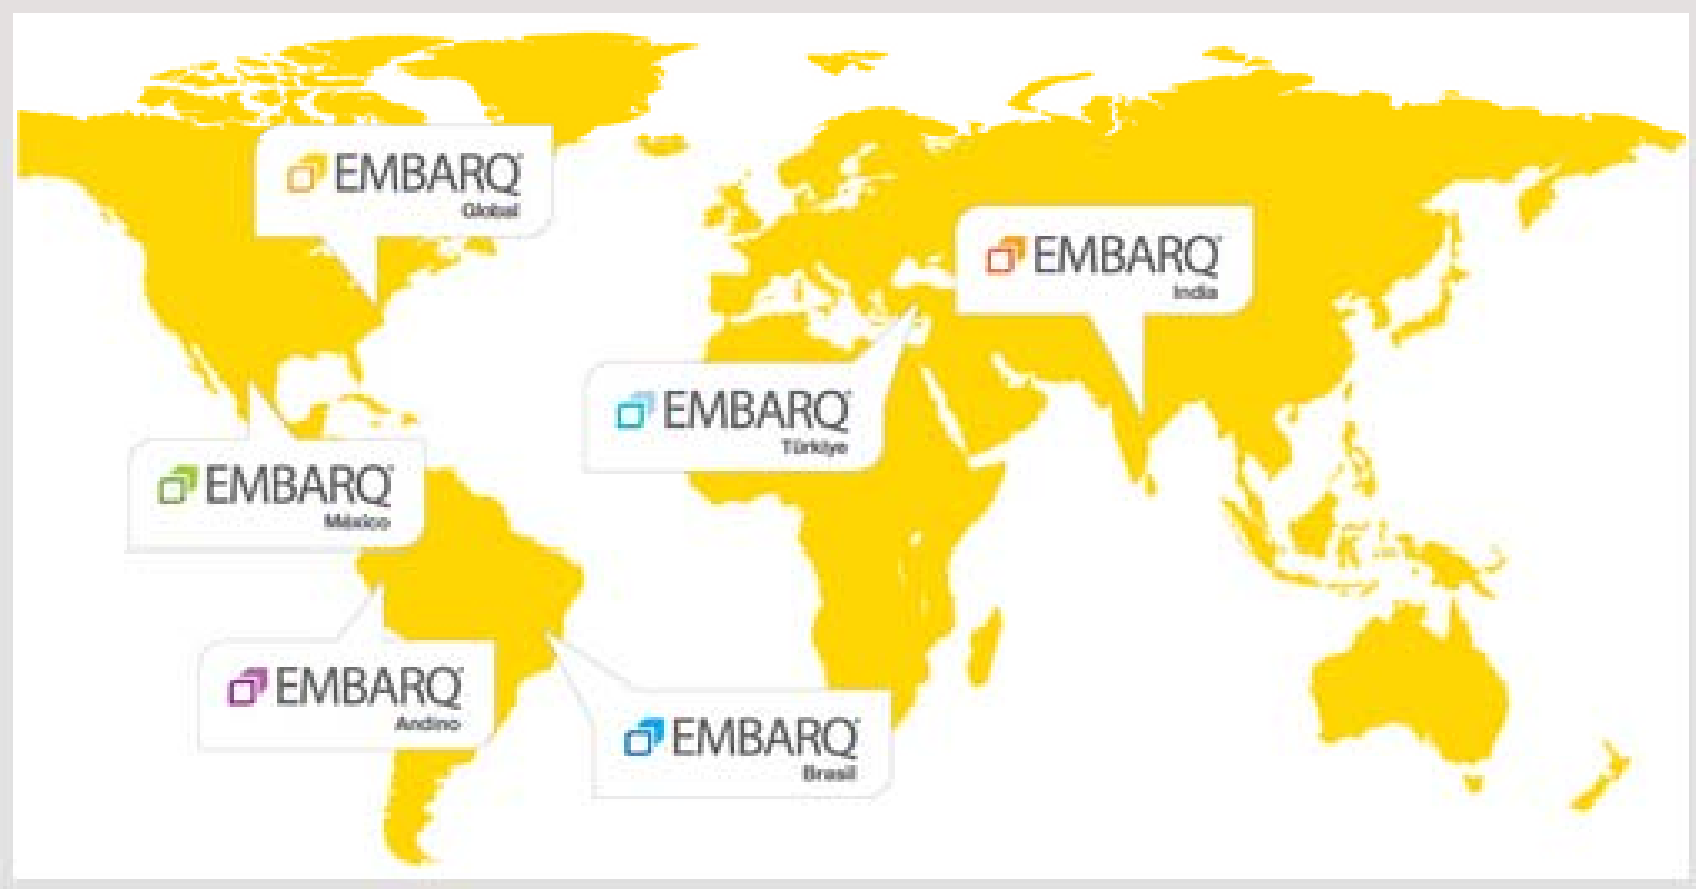 EMBARQ
Global
EMBARQ
India
EMBARQ
Türkiye
EMBARQ
México
EMBARQ
Andino
EMBARQ
Brasil